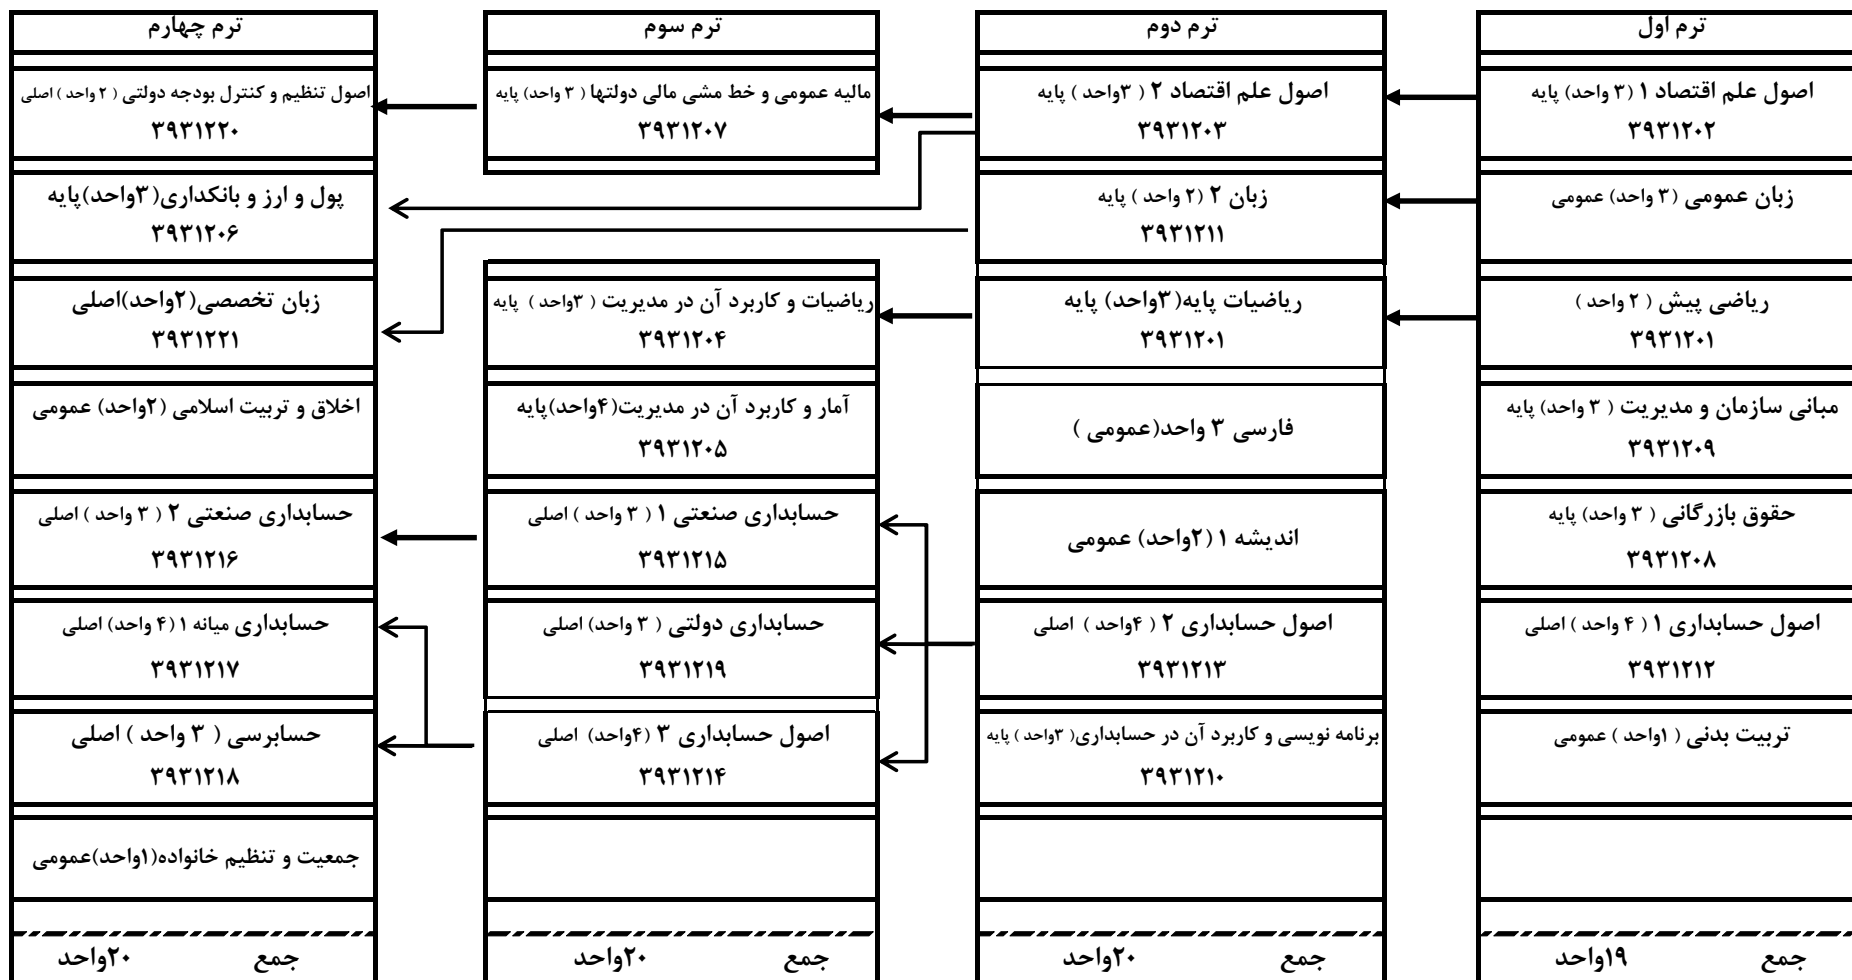 ترم اول
اصول علم اقتصاد ۱ (۳ واحد) پایه
۳۹۳۱۲۰۲
زبان عمومی (۳ واحد) عمومی
ریاضی پیش ( ۲ واحد )
۳۹۳۱۲۰۱
مبانی سازمان و مدیریت ( ۳ واحد) پایه
۳۹۳۱۲۰۹
حقوق بازرگانی ( ۳ واحد) پایه
۳۹۳۱۲۰۸
اصول حسابداری ۱ ( ۴ واحد ) اصلی
۳۹۳۱۲۱۲
تربیت بدنی ( ۱واحد ) عمومی
جمع ۱۹واحد
ترم دوم
اصول علم اقتصاد ۲ ( ۳واحد ) پایه
۳۹۳۱۲۰۳
زبان ۲ (۲ واحد ) پایه
۳۹۳۱۲۱۱
ریاضیات پایه(۳واحد) پایه
۳۹۳۱۲۰۱
فارسی ۳ واحد(عمومی )
اندیشه ۱ (۲واحد) عمومی
اصول حسابداری ۲ ( ۴واحد ) اصلی
۳۹۳۱۲۱۳
برنامه نویسی و کاربرد آن در حسابداری( ۳واحد ) پایه
۳۹۳۱۲۱۰
جمع ۲۰واحد
ترم سوم
مالیه عمومی و خط مشی مالی دولتها ( ۳ واحد) پایه
۳۹۳۱۲۰۷
ریاضیات و کاربرد آن در مدیریت ( ۳واحد ) پایه
۳۹۳۱۲۰۴
آمار و کاربرد آن در مدیریت(۴واحد)پایه
۳۹۳۱۲۰۵
حسابداری صنعتی ۱ ( ۳ واحد ) اصلی
۳۹۳۱۲۱۵
حسابداری دولتی ( ۳ واحد) اصلی
۳۹۳۱۲۱۹
اصول حسابداری ۳ (۴واحد) اصلی
۳۹۳۱۲۱۴
جمع ۲۰واحد
ترم چهارم
اصول تنظیم و کنترل بودجه دولتی ( ۲ واحد ) اصلی
۳۹۳۱۲۲۰
پول و ارز و بانکداری(۳واحد)پایه
۳۹۳۱۲۰۶
زبان تخصصی(۲واحد)اصلی
۳۹۳۱۲۲۱
اخلاق و تربیت اسلامی (۲واحد) عمومی
حسابداری صنعتی ۲ ( ۳ واحد ) اصلی
۳۹۳۱۲۱۶
حسابداری میانه ۱ (۴ واحد) اصلی
۳۹۳۱۲۱۷
حسابرسی ( ۳ واحد ) اصلی
۳۹۳۱۲۱۸
جمعیت و تنظیم خانواده(۱واحد)عمومی
جمع ۲۰واحد